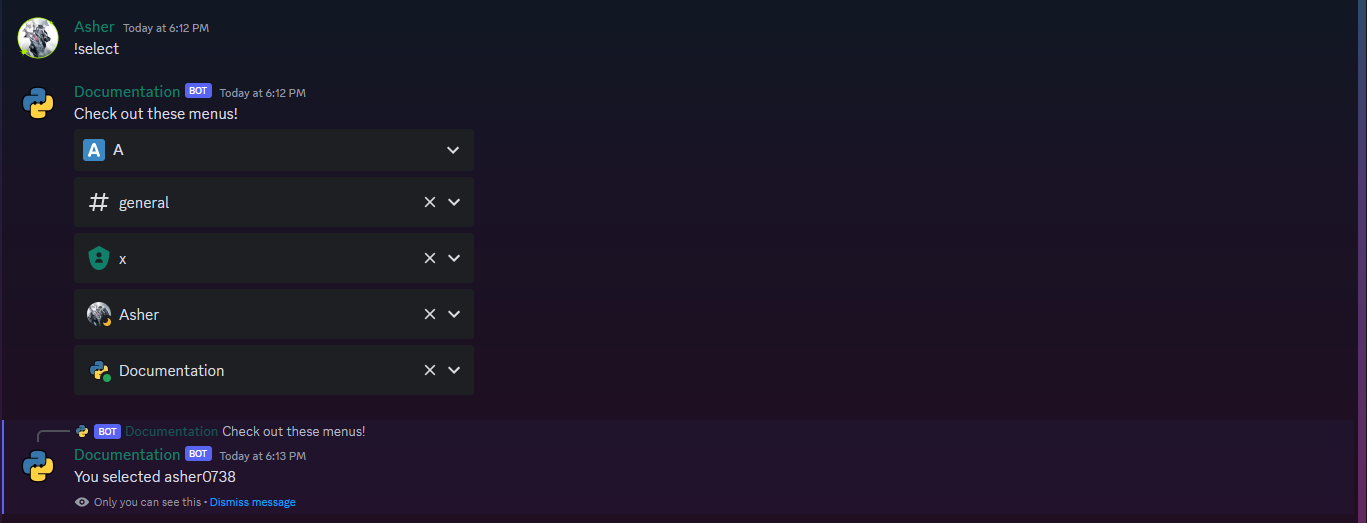 Asher Today at 6:12 PM
!select
Documentation BOT Today at 6:12 PM
Check out these menus!
A A
# general
x
Asher
Documentation
BOT Documentation Check out these menus!
Documentation BOT Today at 6:13 PM
You selected asher0738
Only you can see this • Dismiss message